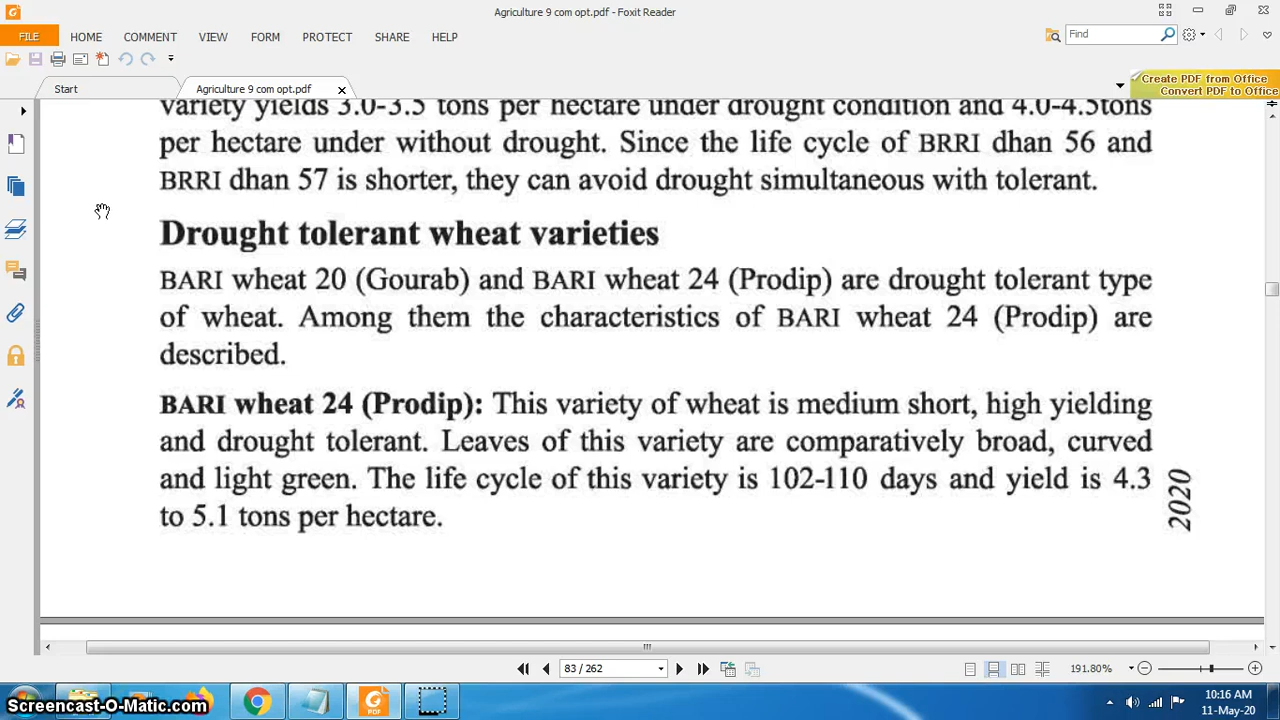 Agriculture 9 com opt.pdf - Foxit Reader
FILE HOME COMMENT VIEW FORM PROTECT SHARE HELP
Find
Start
Agriculture 9 com opt.pdf
Create PDF from Office
Convert PDF to Office
variety yields 3.0-3.5 tons per hectare under drought condition and 4.0-4.5tons
per hectare under without drought. Since the life cycle of BRRI dhan 56 and
BRRI dhan 57 is shorter, they can avoid drought simultaneous with tolerant.
Drought tolerant wheat varieties
BARI wheat 20 (Gourab) and BARI wheat 24 (Prodip) are drought tolerant type
of wheat. Among them the characteristics of BARI wheat 24 (Prodip) are
described.
BARI wheat 24 (Prodip): This variety of wheat is medium short, high yielding
and drought tolerant. Leaves of this variety are comparatively broad, curved
and light green. The life cycle of this variety is 102-110 days and yield is 4.3
to 5.1 tons per hectare.
2020
83 / 262
191.80%
Screencast-O-Matic.com
PDF
10:16 AM
11-May-20